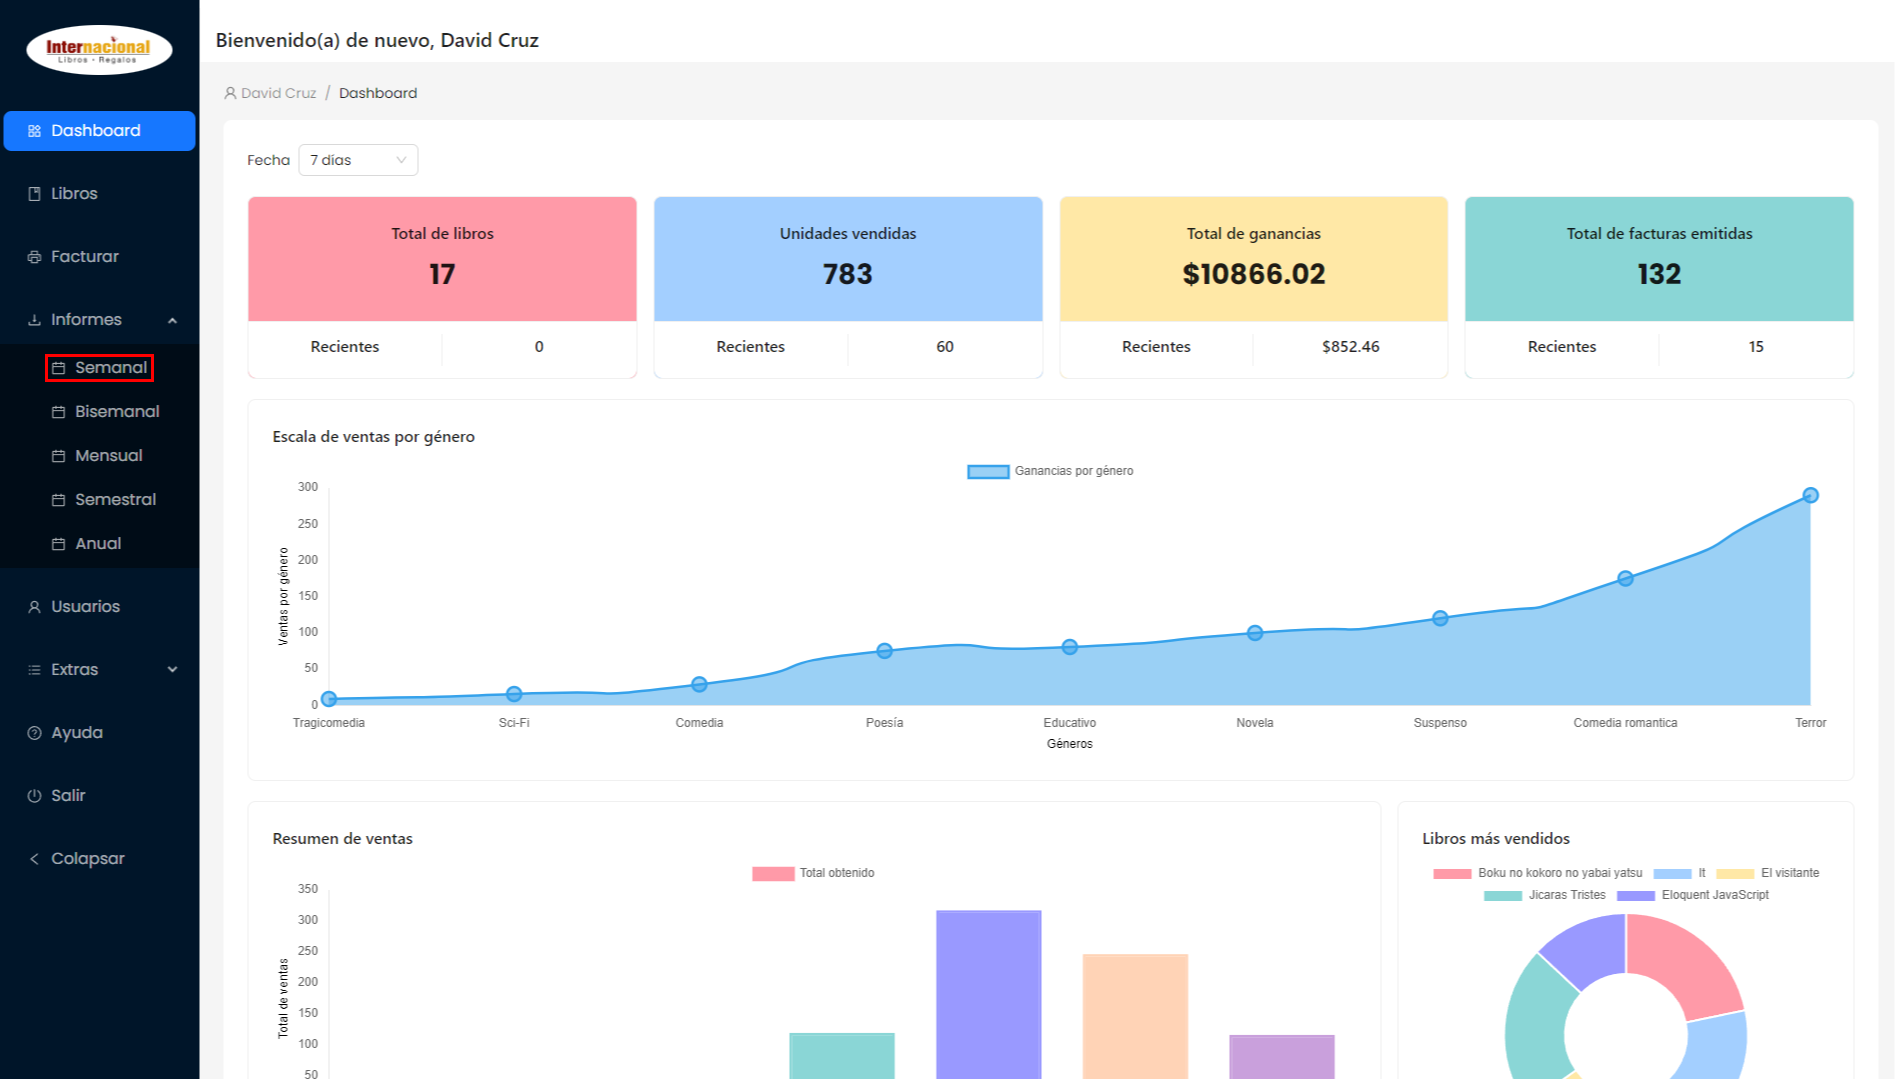 Internacional
Libros - Regalos
Dashboard
Libros
Facturar
Informes
Semanal
Bisemanal
Mensual
Semestral
Anual
Usuarios
Extras
Ayuda
Salir
Colapsar
Bienvenido(a) de nuevo, David Cruz
David Cruz / Dashboard
Fecha 7 días
Total de libros
17
Recientes 0
Unidades vendidas
783
Recientes 60
Total de ganancias
$10866.02
Recientes $852.46
Total de facturas emitidas
132
Recientes 15
Escala de ventas por género
Ganancias por género
300
250
200
150
100
50
0
Ventas por género
Tragicomedia Sci-Fi Comedia Poesía Educativo Novela Suspenso Comedia romantica Terror
Géneros
Resumen de ventas
Total obtenido
350
300
250
200
150
100
50
Total de ventas
Libros más vendidos
Boku no kokoro no yabai yatsu It El visitante
Jicaras Tristes Eloquent JavaScript